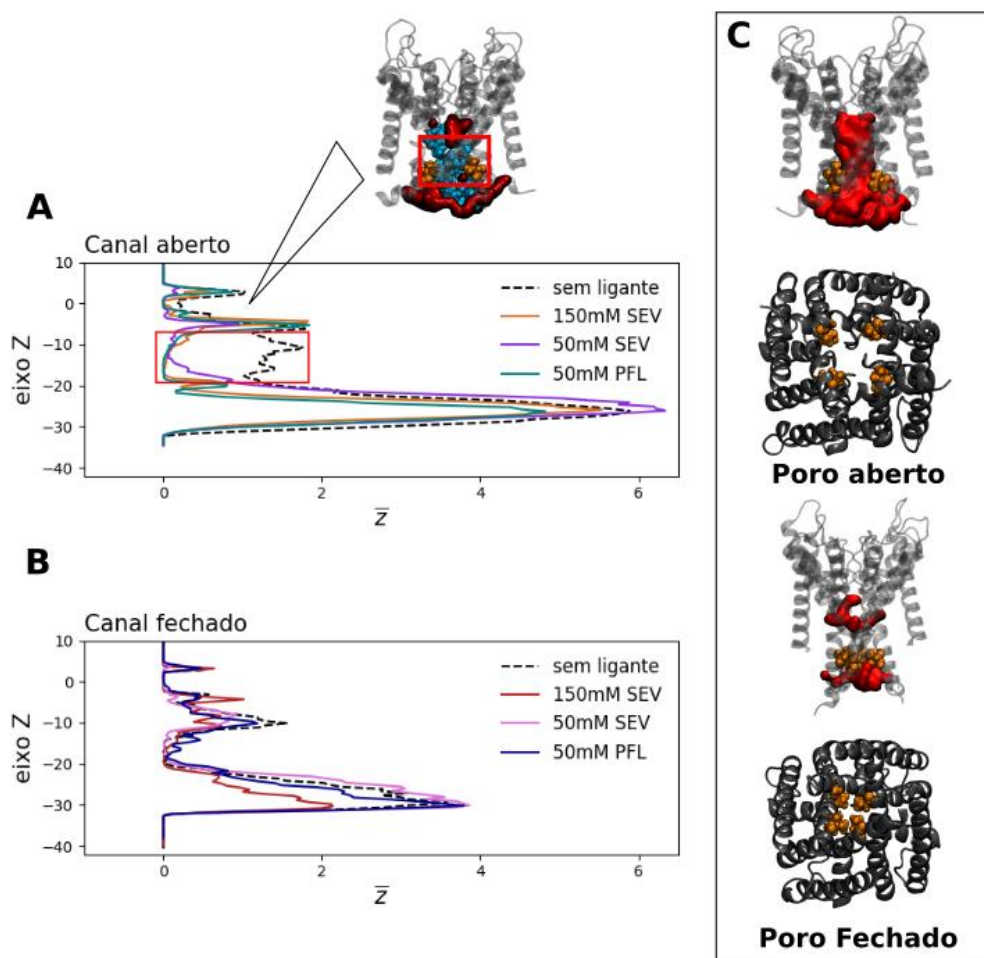 A
Canal aberto
10
0
−10
−20
−30
−40
eixo Z
sem ligante
150mM SEV
50mM SEV
50mM PFL
0 2 4 6
z̅
B
Canal fechado
10
0
−10
−20
−30
−40
eixo Z
sem ligante
150mM SEV
50mM SEV
50mM PFL
0 2 4 6
z̅
C
Poro aberto
Poro Fechado